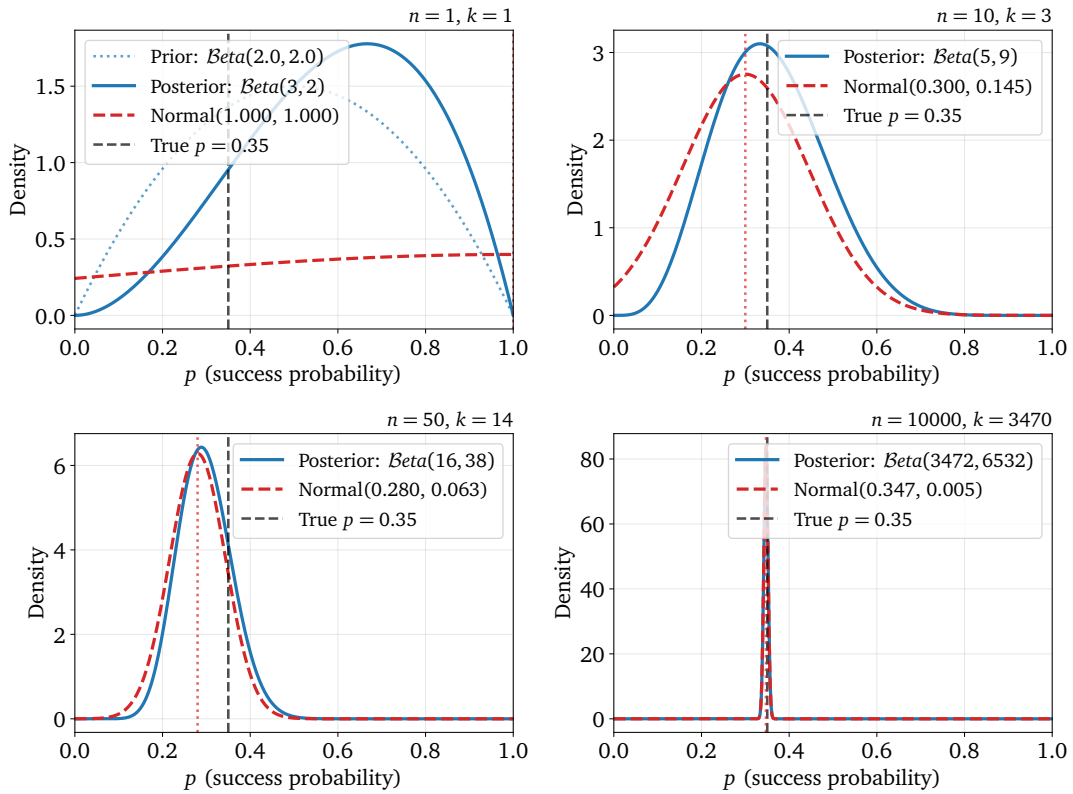 n = 1, k = 1
Density
1.5
1.0
0.5
0.0
Prior: Beta(2.0, 2.0)
Posterior: Beta(3, 2)
Normal(1.000, 1.000)
True p = 0.35
0.0 0.2 0.4 0.6 0.8 1.0
p (success probability)
n = 10, k = 3
Density
3
2
1
0
Posterior: Beta(5, 9)
Normal(0.300, 0.145)
True p = 0.35
0.0 0.2 0.4 0.6 0.8 1.0
p (success probability)
n = 50, k = 14
Density
6
4
2
0
Posterior: Beta(16, 38)
Normal(0.280, 0.063)
True p = 0.35
0.0 0.2 0.4 0.6 0.8 1.0
p (success probability)
n = 10000, k = 3470
Density
80
60
40
20
0
Posterior: Beta(3472, 6532)
Normal(0.347, 0.005)
True p = 0.35
0.0 0.2 0.4 0.6 0.8 1.0
p (success probability)